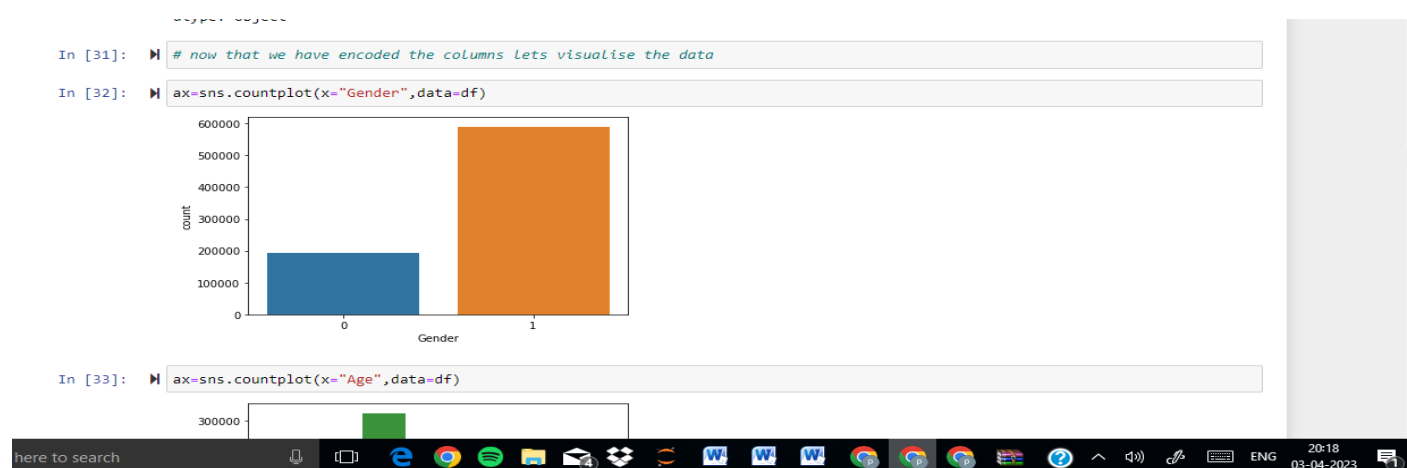 In [31]: # now that we have encoded the columns lets visualise the data
In [32]: ax=sns.countplot(x="Gender",data=df)
600000
500000
400000
300000
200000
100000
0
count
0 1
Gender
In [33]: ax=sns.countplot(x="Age",data=df)
300000
here to search
4
W W W
P P P
?
ENG
20:18
03-04-2023
1